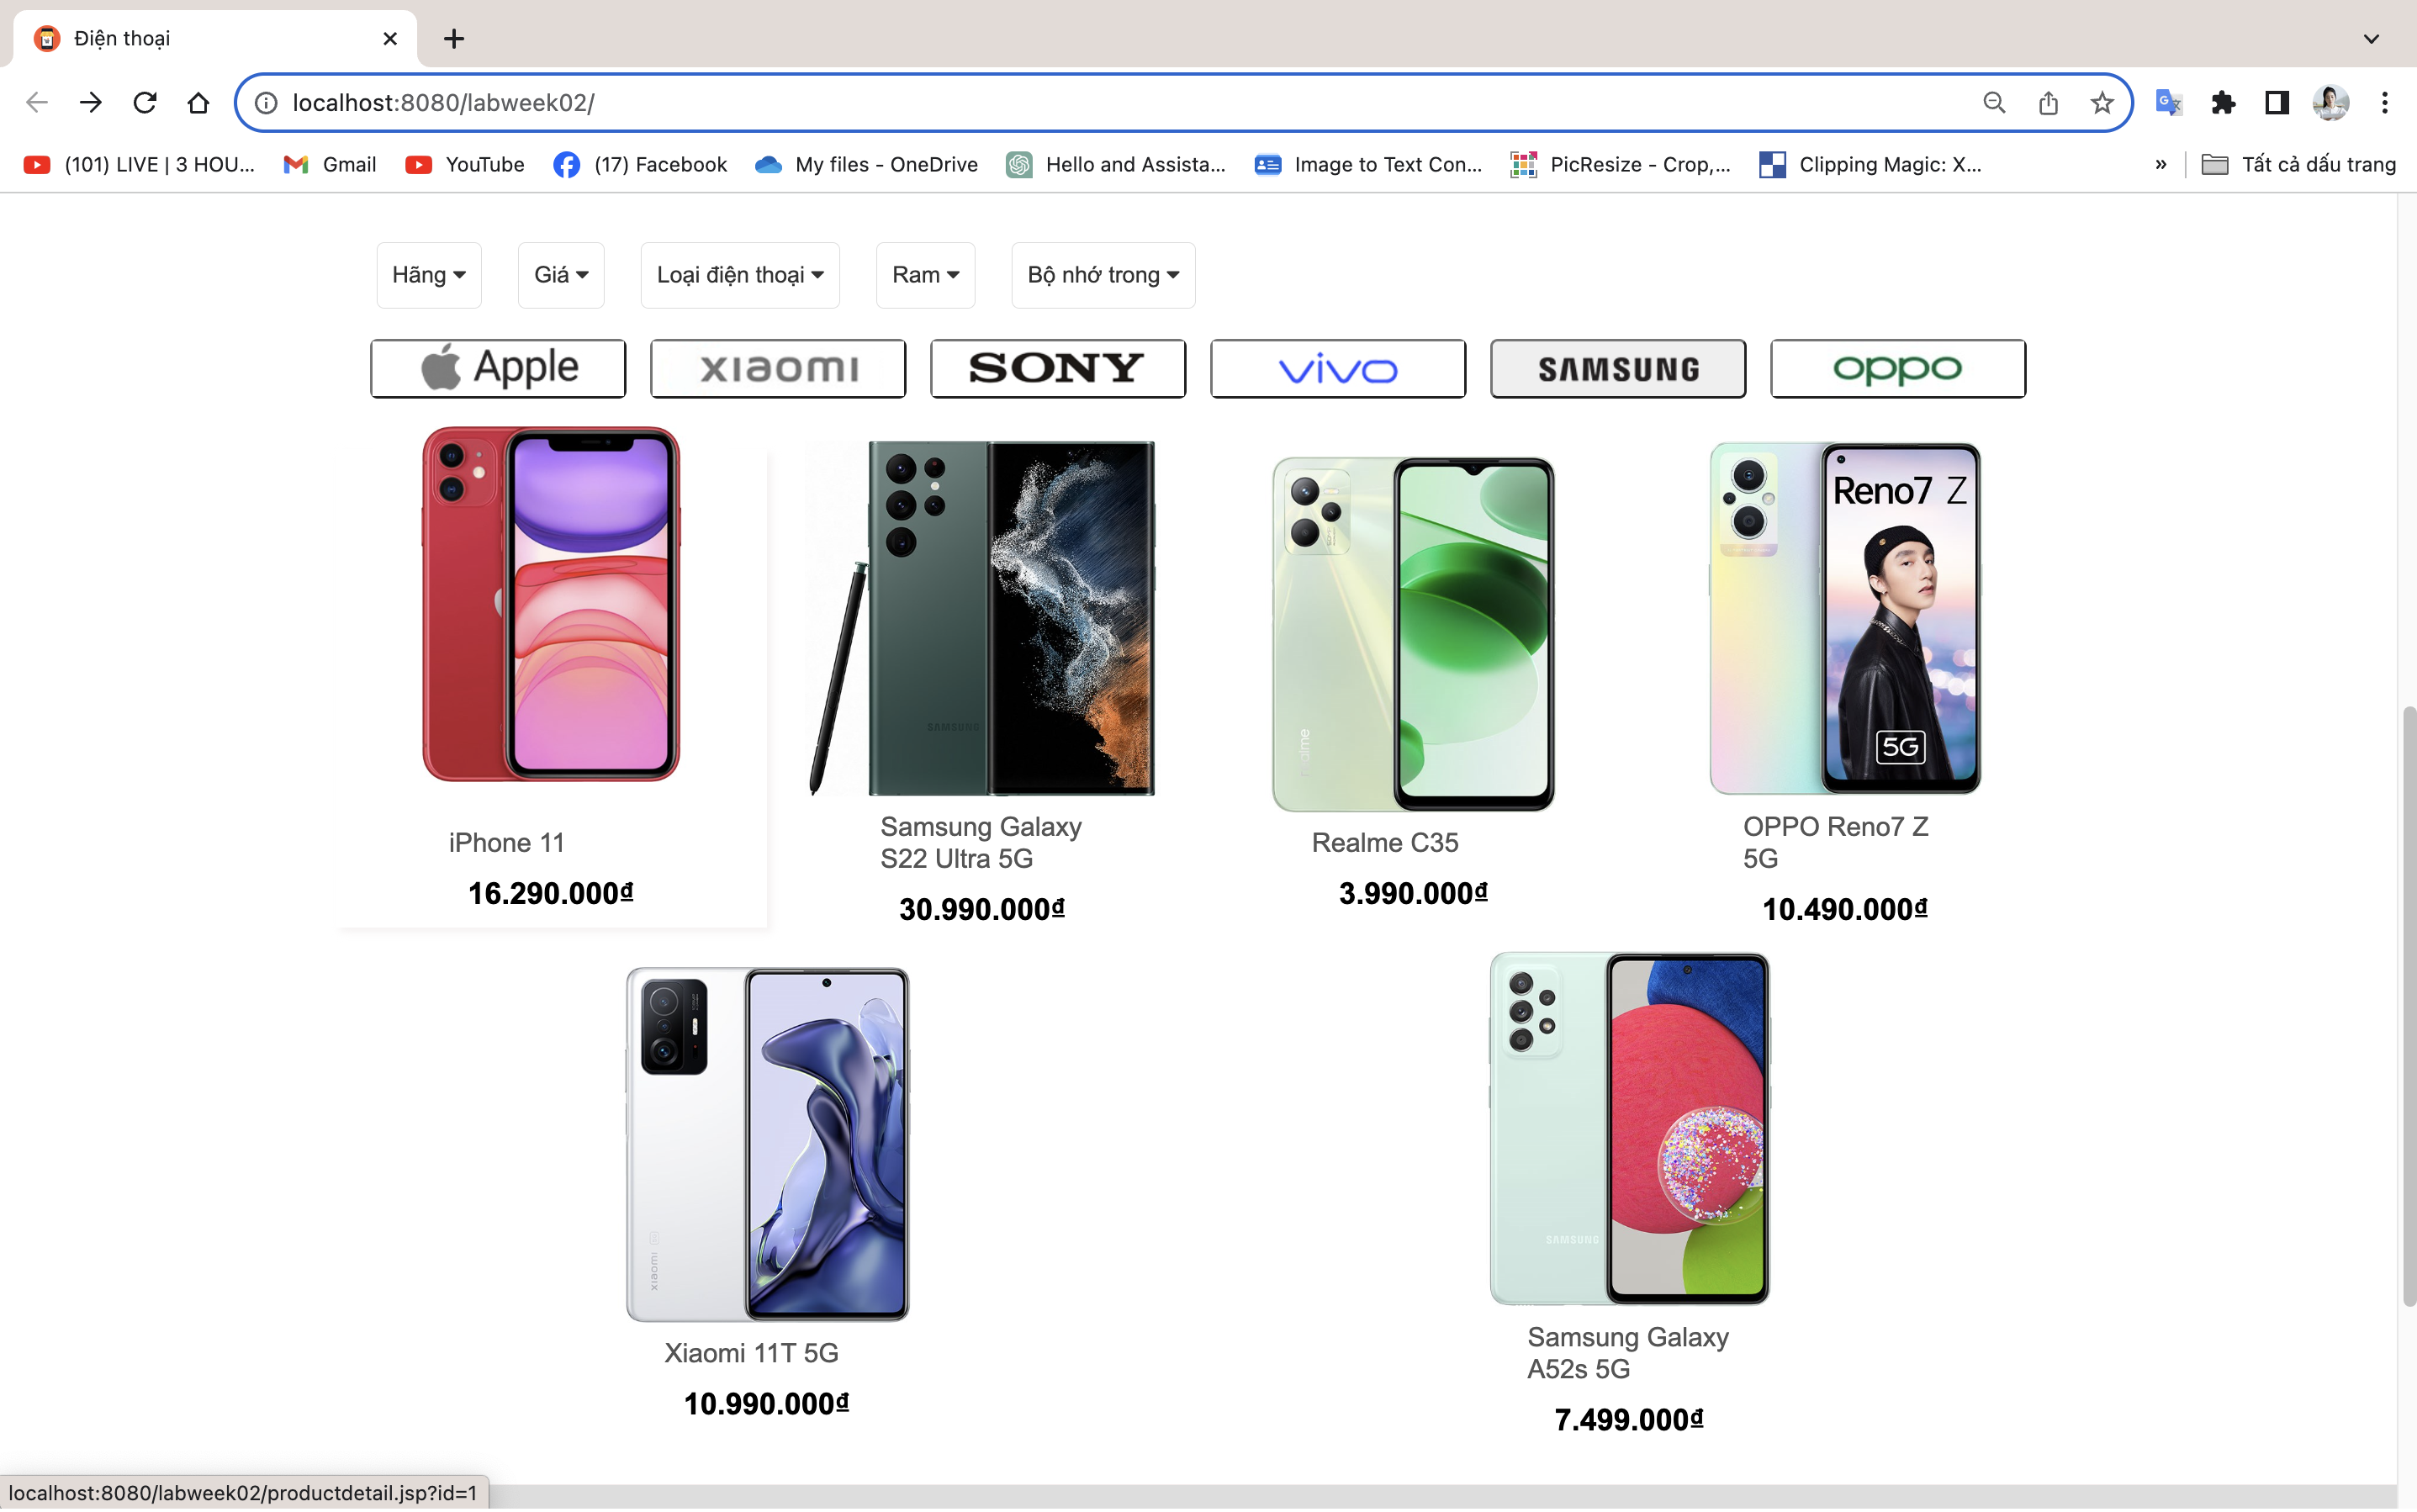 Điện thoại
localhost:8080/labweek02/
(101) LIVE | 3 HOU...
Gmail
YouTube
(17) Facebook
My files - OneDrive
Hello and Assista...
Image to Text Con...
PicResize - Crop,...
Clipping Magic: X...
»
Tất cả dấu trang
Hãng
Giá
Loại điện thoại
Ram
Bộ nhớ trong
Apple
xiaomi
SONY
vivo
SAMSUNG
oppo
SAMSUNG
realme
Reno7 Z
5G
iPhone 11
16.290.000₫
Samsung Galaxy
S22 Ultra 5G
30.990.000₫
Realme C35
3.990.000₫
OPPO Reno7 Z
5G
10.490.000₫
xiaomi
SAMSUNG
Xiaomi 11T 5G
10.990.000₫
Samsung Galaxy
A52s 5G
7.499.000₫
localhost:8080/labweek02/productdetail.jsp?id=1